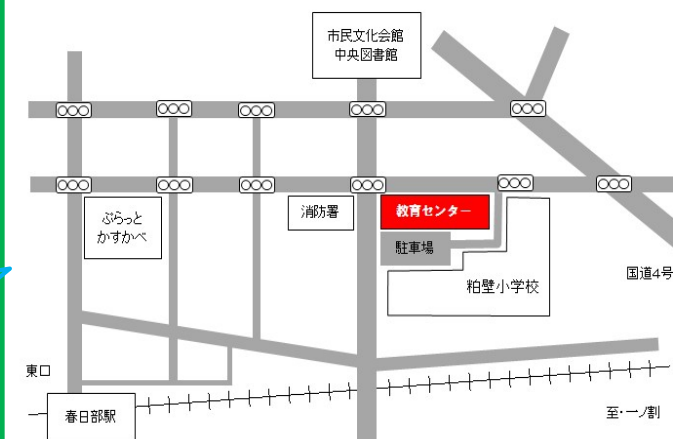 市民文化会館
中央図書館
ぷらっと
かすかべ
消防署
教育センター
駐車場
粕壁小学校
国道4号
東口
春日部駅
至・一ノ割